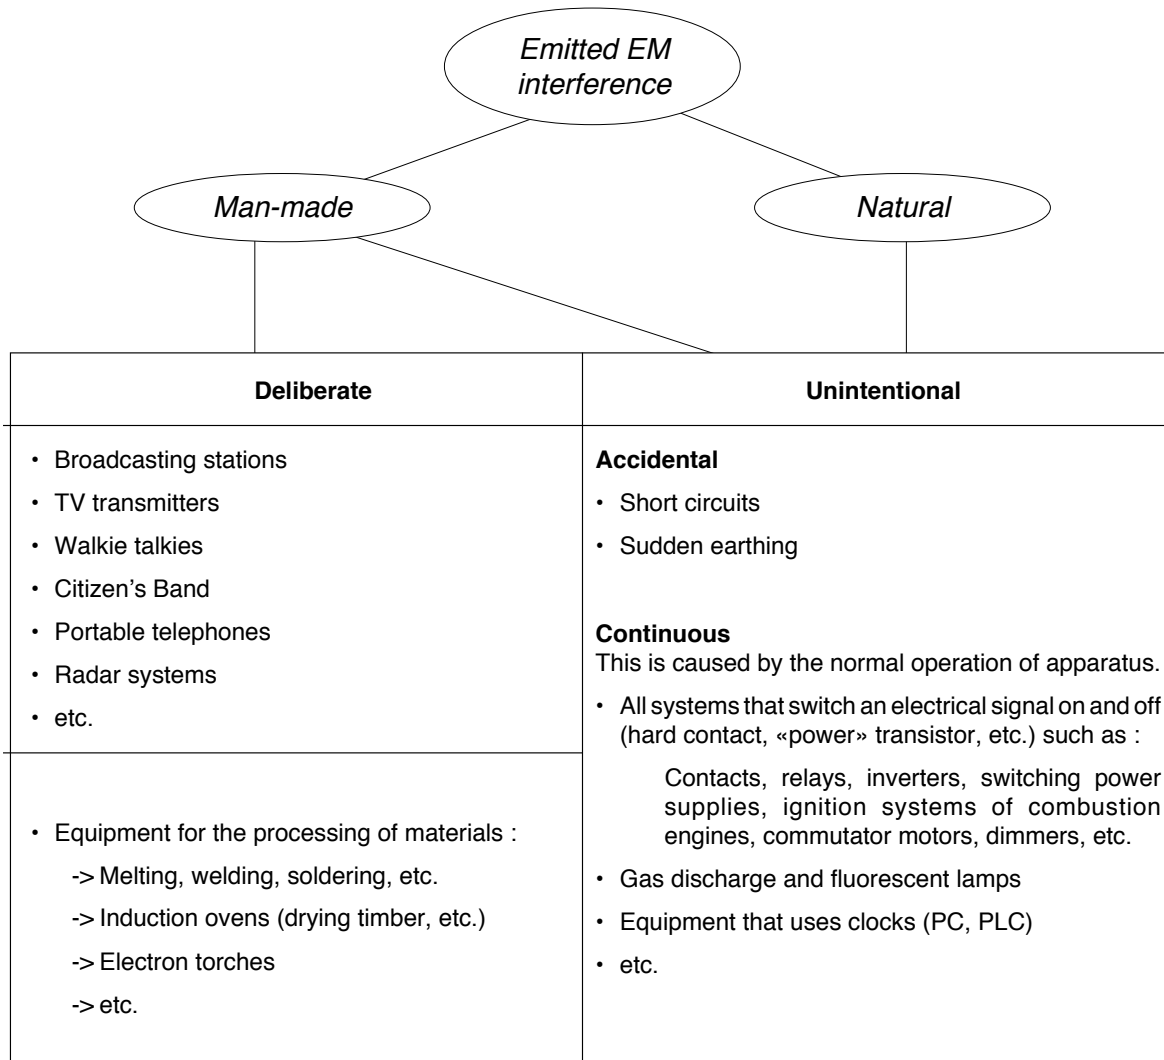 Emitted EM
interference
Man-made
Natural
Deliberate
Unintentional
• Broadcasting stations
• TV transmitters
• Walkie talkies
• Citizen's Band
• Portable telephones
• Radar systems
• etc.
• Equipment for the processing of materials :
-> Melting, welding, soldering, etc.
-> Induction ovens (drying timber, etc.)
-> Electron torches
-> etc.
Accidental
• Short circuits
• Sudden earthing
Continuous
This is caused by the normal operation of apparatus.
• All systems that switch an electrical signal on and off
(hard contact, «power» transistor, etc.) such as :
Contacts, relays, inverters, switching power
supplies, ignition systems of combustion
engines, commutator motors, dimmers, etc.
• Gas discharge and fluorescent lamps
• Equipment that uses clocks (PC, PLC)
• etc.